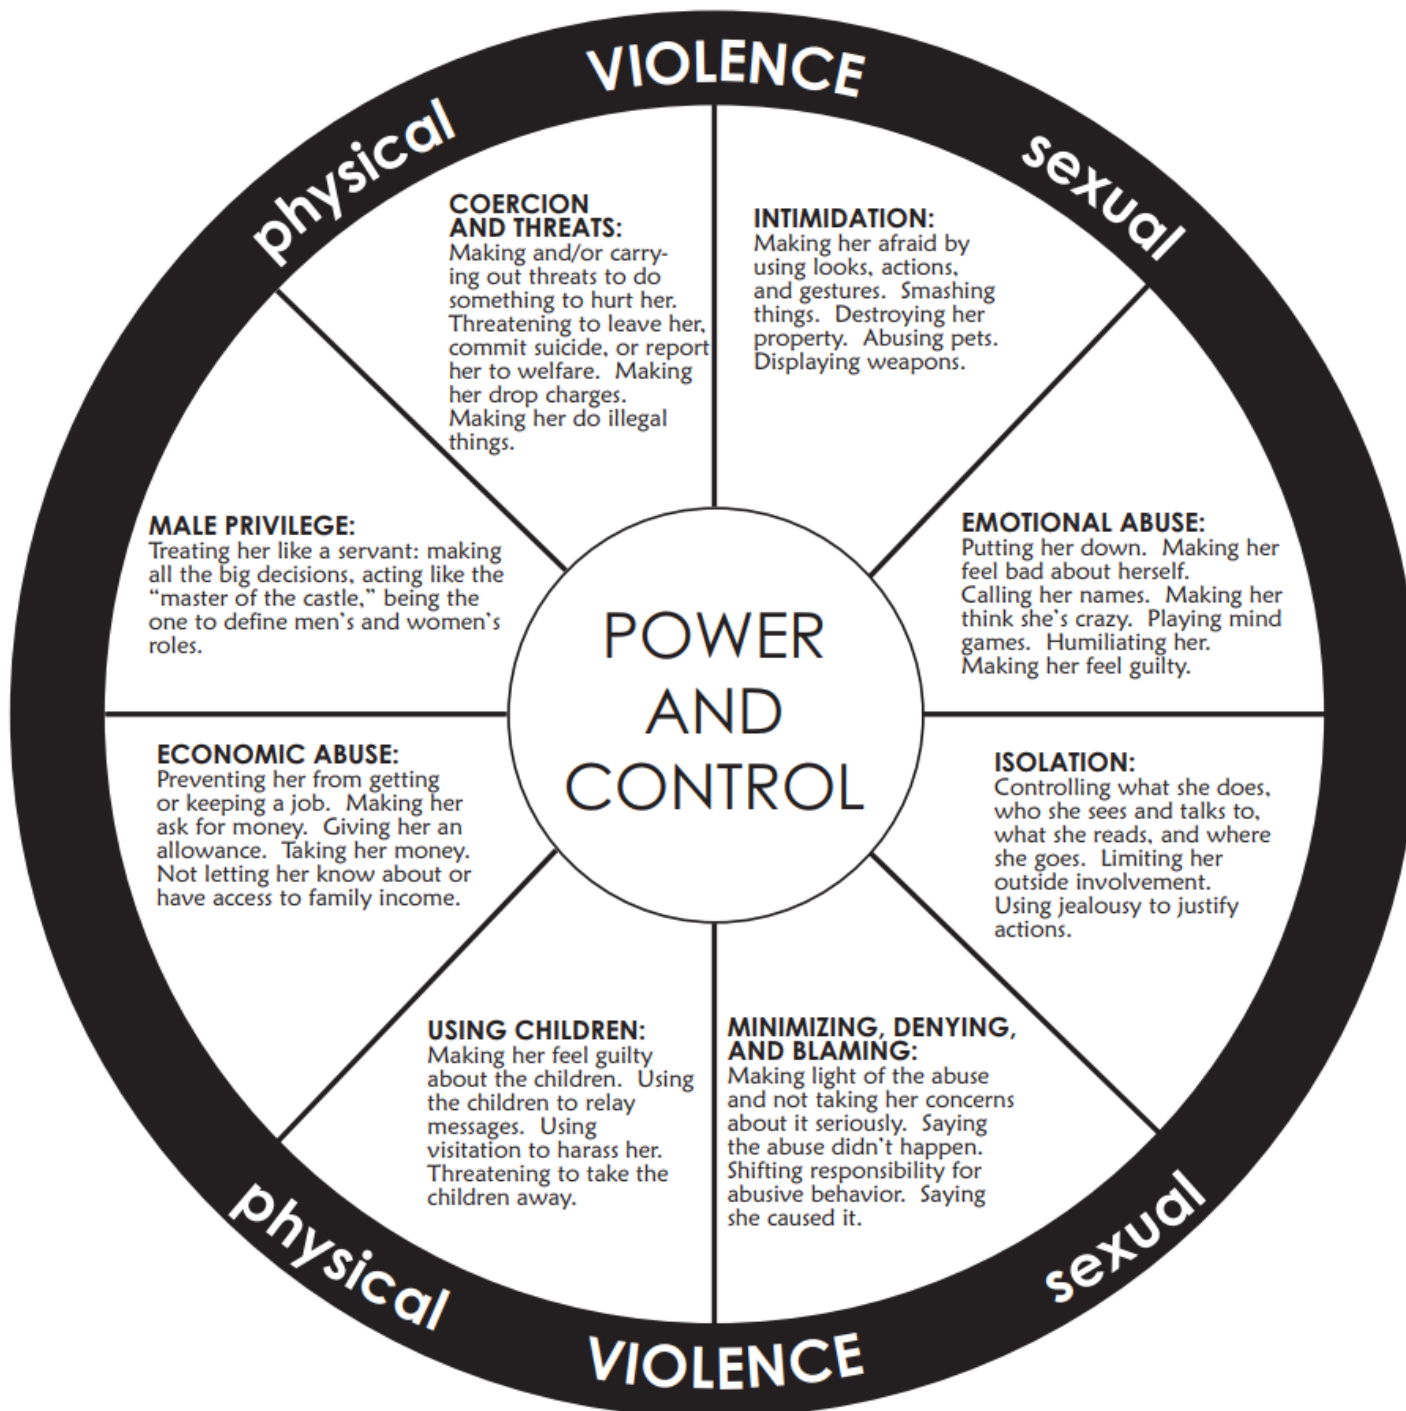 VIOLENCE
physical
sexual
COERCION
AND THREATS:
Making and/or carry-
ing out threats to do
something to hurt her.
Threatening to leave her,
commit suicide, or report
her to welfare.  Making
her drop charges.
Making her do illegal
things.
INTIMIDATION:
Making her afraid by
using looks, actions,
and gestures.  Smashing
things.  Destroying her
property.  Abusing pets.
Displaying weapons.
MALE PRIVILEGE:
Treating her like a servant: making
all the big decisions, acting like the
“master of the castle,” being the
one to define men’s and women’s
roles.
EMOTIONAL ABUSE:
Putting her down.  Making her
feel bad about herself.
Calling her names.  Making her
think she’s crazy.  Playing mind
games.  Humiliating her.
Making her feel guilty.
POWER
AND
CONTROL
ECONOMIC ABUSE:
Preventing her from getting
or keeping a job.  Making her
ask for money.  Giving her an
allowance.  Taking her money.
Not letting her know about or
have access to family income.
ISOLATION:
Controlling what she does,
who she sees and talks to,
what she reads, and where
she goes.  Limiting her
outside involvement.
Using jealousy to justify
actions.
USING CHILDREN:
Making her feel guilty
about the children.  Using
the children to relay
messages.  Using
visitation to harass her.
Threatening to take the
children away.
MINIMIZING, DENYING,
AND BLAMING:
Making light of the abuse
and not taking her concerns
about it seriously.  Saying
the abuse didn’t happen.
Shifting responsibility for
abusive behavior.  Saying
she caused it.
physical
sexual
VIOLENCE